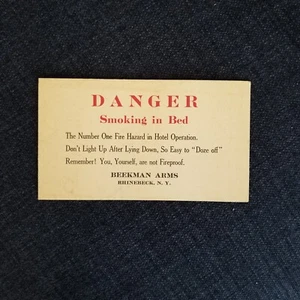 DANGER
Smoking in Bed
The Number One Fire Hazard in Hotel Operation.
Don't Light Up After Lying Down, So Easy to "Doze off"
Remember! You, Yourself, are not Fireproof.
BEEKMAN ARMS
RHINEBECK, N. Y.